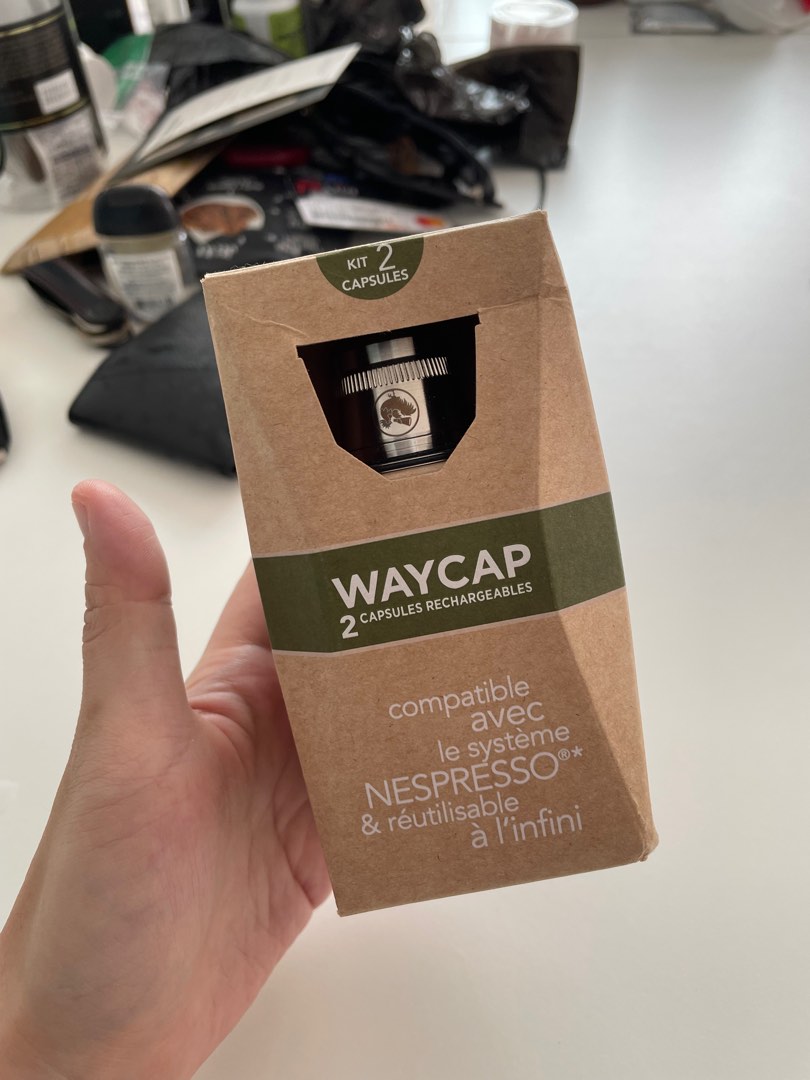 KIT 2
CAPSULES
WAYCAP
2 CAPSULES RECHARGEABLES
compatible
avec
le système
NESPRESSO®*
& réutilisable
à l'infini